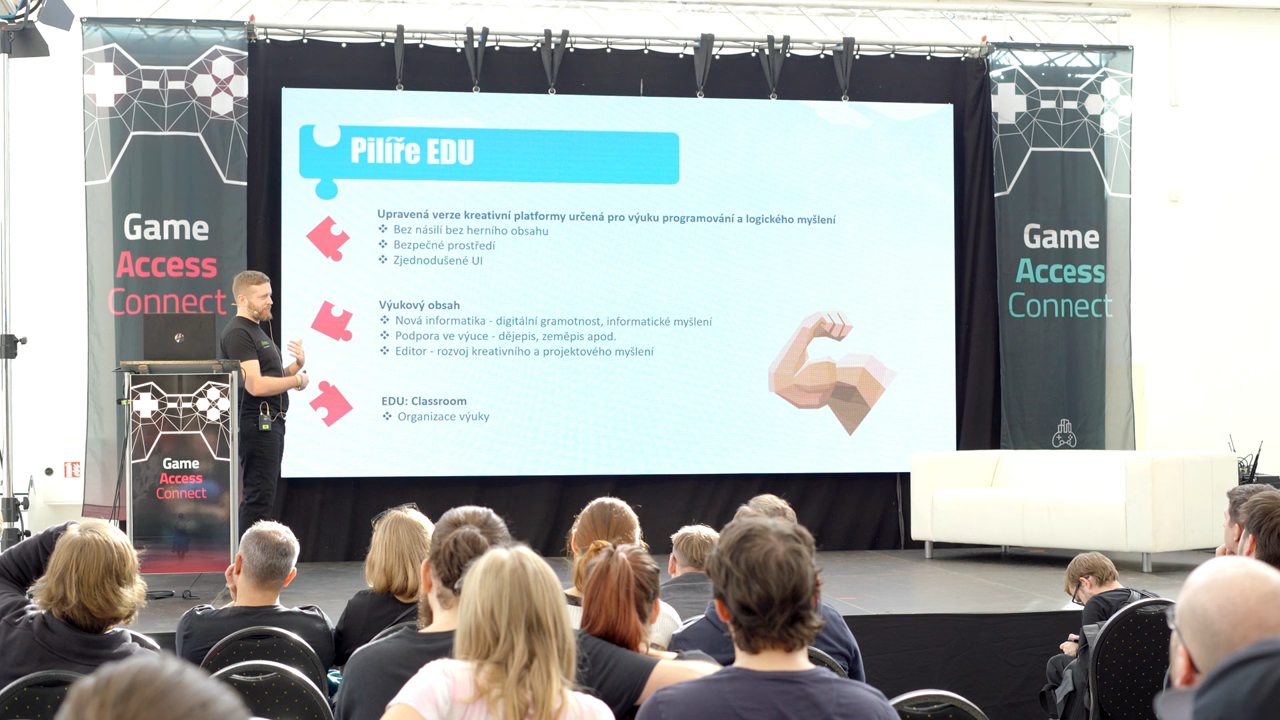 Game
Access
Connect
Pilíře EDU
Upravená verze kreativní platformy určená pro výuku programování a logického myšlení
Bez násilí bez herního obsahu
Bezpečné prostředí
Zjednodušené UI
Výukový obsah
Nová informatika - digitální gramotnost, informatické myšlení
Podpora ve výuce - dějepis, zeměpis apod.
Editor - rozvoj kreativního a projektového myšlení
EDU: Classroom
Organizace výuky
Game
Access
Connect
Game
Access
Connect